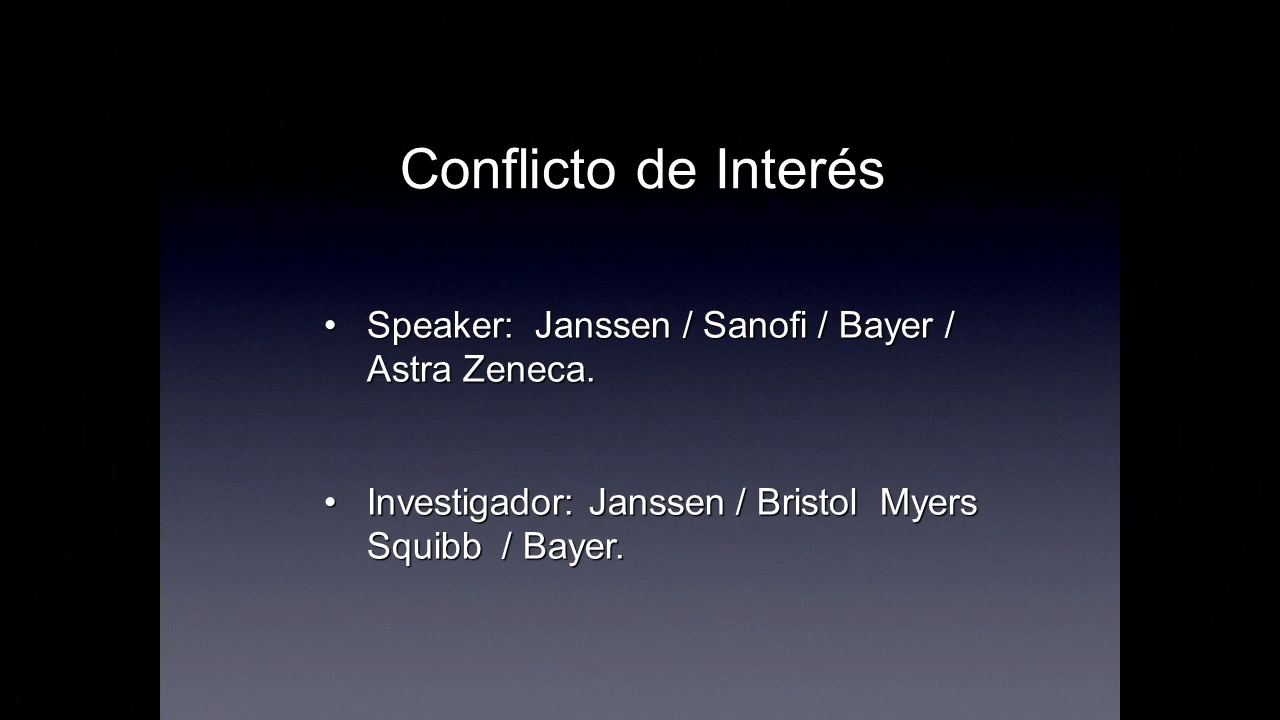 Conflicto de Interés
• Speaker: Janssen / Sanofi / Bayer /
Astra Zeneca.
• Investigador: Janssen / Bristol Myers
Squibb / Bayer.